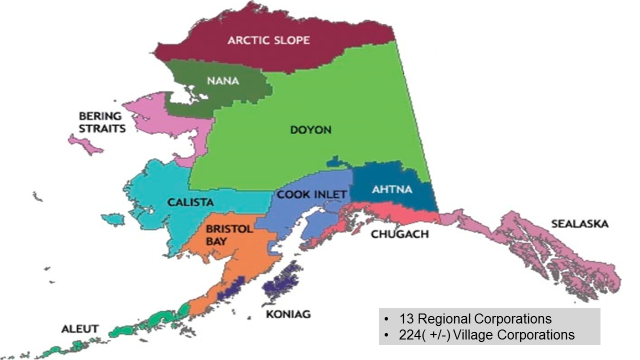 ARCTIC SLOPE
NANA
BERING
STRAITS
DOYON
CALISTA
COOK INLET
AHTNA
BRISTOL
BAY
CHUGACH
SEALASKA
KONIAG
ALEUT
• 13 Regional Corporations
• 224( +/-) Village Corporations